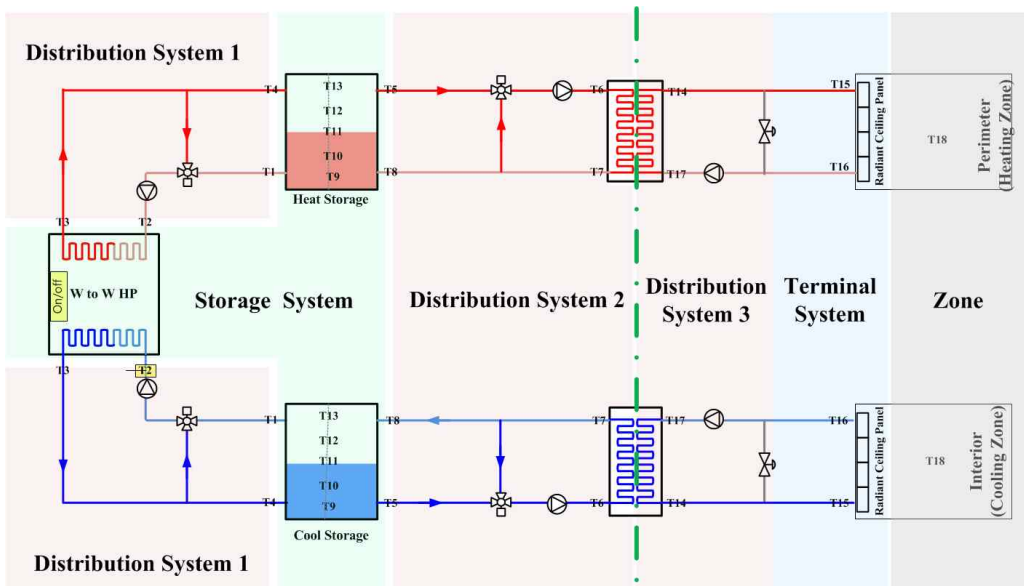 Distribution System 1
T4
T1
T3
T2
T13
T12
T11
T10
T9
Heat Storage
T5
T8
T6
T7
T14
T17
T15
T16
Radiant Ceiling Panel
T18
Perimeter
(Heating Zone)
On/off
W to W HP
Storage System
Distribution System 2
Distribution
System 3
Terminal
System
Zone
T3
T2
T1
T4
T13
T12
T11
T10
T9
Cool Storage
T8
T5
T7
T6
T17
T14
T16
T15
Radiant Ceiling Panel
T18
Interior
(Cooling Zone)
Distribution System 1